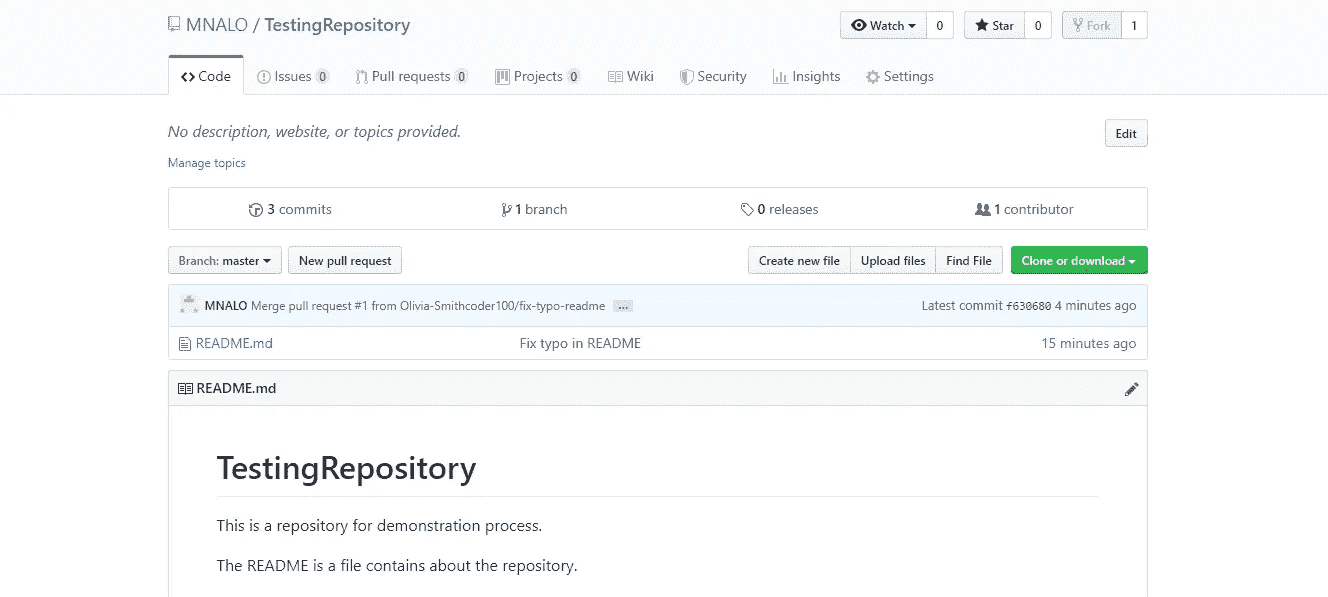 MNALO / TestingRepository
Watch 0 Star 0 Fork 1
Code Issues 0 Pull requests 0 Projects 0 Wiki Security Insights Settings
No description, website, or topics provided. Edit
Manage topics
3 commits 1 branch 0 releases 1 contributor
Branch: master New pull request Create new file Upload files Find File Clone or download
MNALO Merge pull request #1 from Olivia-Smithcoder100/fix-typo-readme … Latest commit f630680 4 minutes ago
README.md Fix typo in README 15 minutes ago
README.md
TestingRepository
This is a repository for demonstration process.
The README is a file contains about the repository.